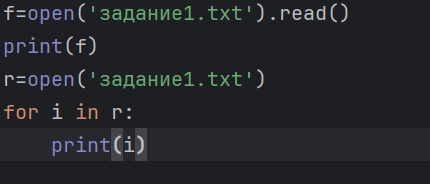 f=open('задание1.txt').read()
print(f)
r=open('задание1.txt')
for i in r:
    print(i)